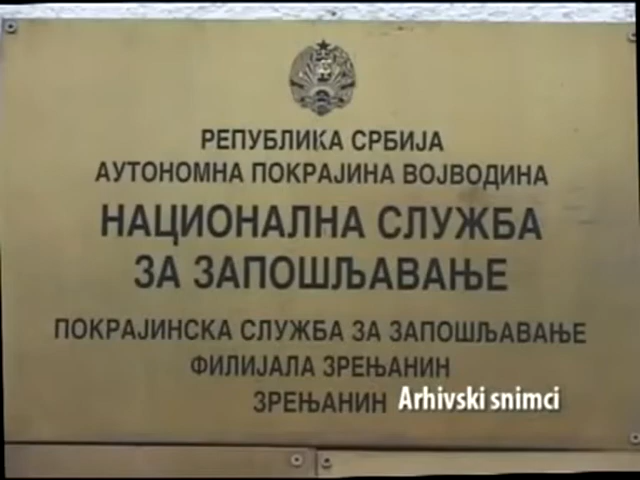 РЕПУБЛИКА СРБИЈА
АУТОНОМНА ПОКРАЈИНА ВОЈВОДИНА
НАЦИОНАЛНА СЛУЖБА
ЗА ЗАПОШЉАВАЊЕ
ПОКРАЈИНСКА СЛУЖБА ЗА ЗАПОШЉАВАЊЕ
ФИЛИЈАЛА ЗРЕЊАНИН
ЗРЕЊАНИН Arhivski snimci